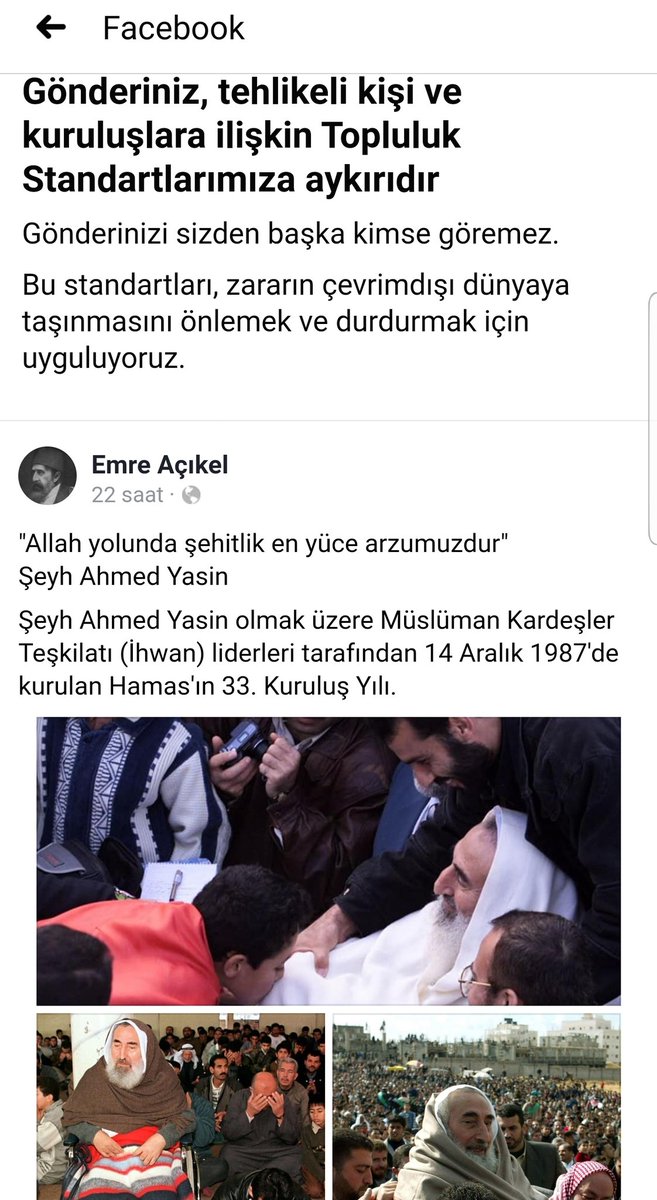 Facebook
Gönderiniz, tehlikeli kişi ve
kuruluşlara ilişkin Topluluk
Standartlarımıza aykırıdır
Gönderinizi sizden başka kimse göremez.
Bu standartları, zararın çevrimdışı dünyaya
taşınmasını önlemek ve durdurmak için
uyguluyoruz.
Emre Açıkel
22 saat ·
"Allah yolunda şehitlik en yüce arzumuzdur"
Şeyh Ahmed Yasin
Şeyh Ahmed Yasin olmak üzere Müslüman Kardeşler
Teşkilatı (İhwan) liderleri tarafından 14 Aralık 1987'de
kurulan Hamas'ın 33. Kuruluş Yılı.